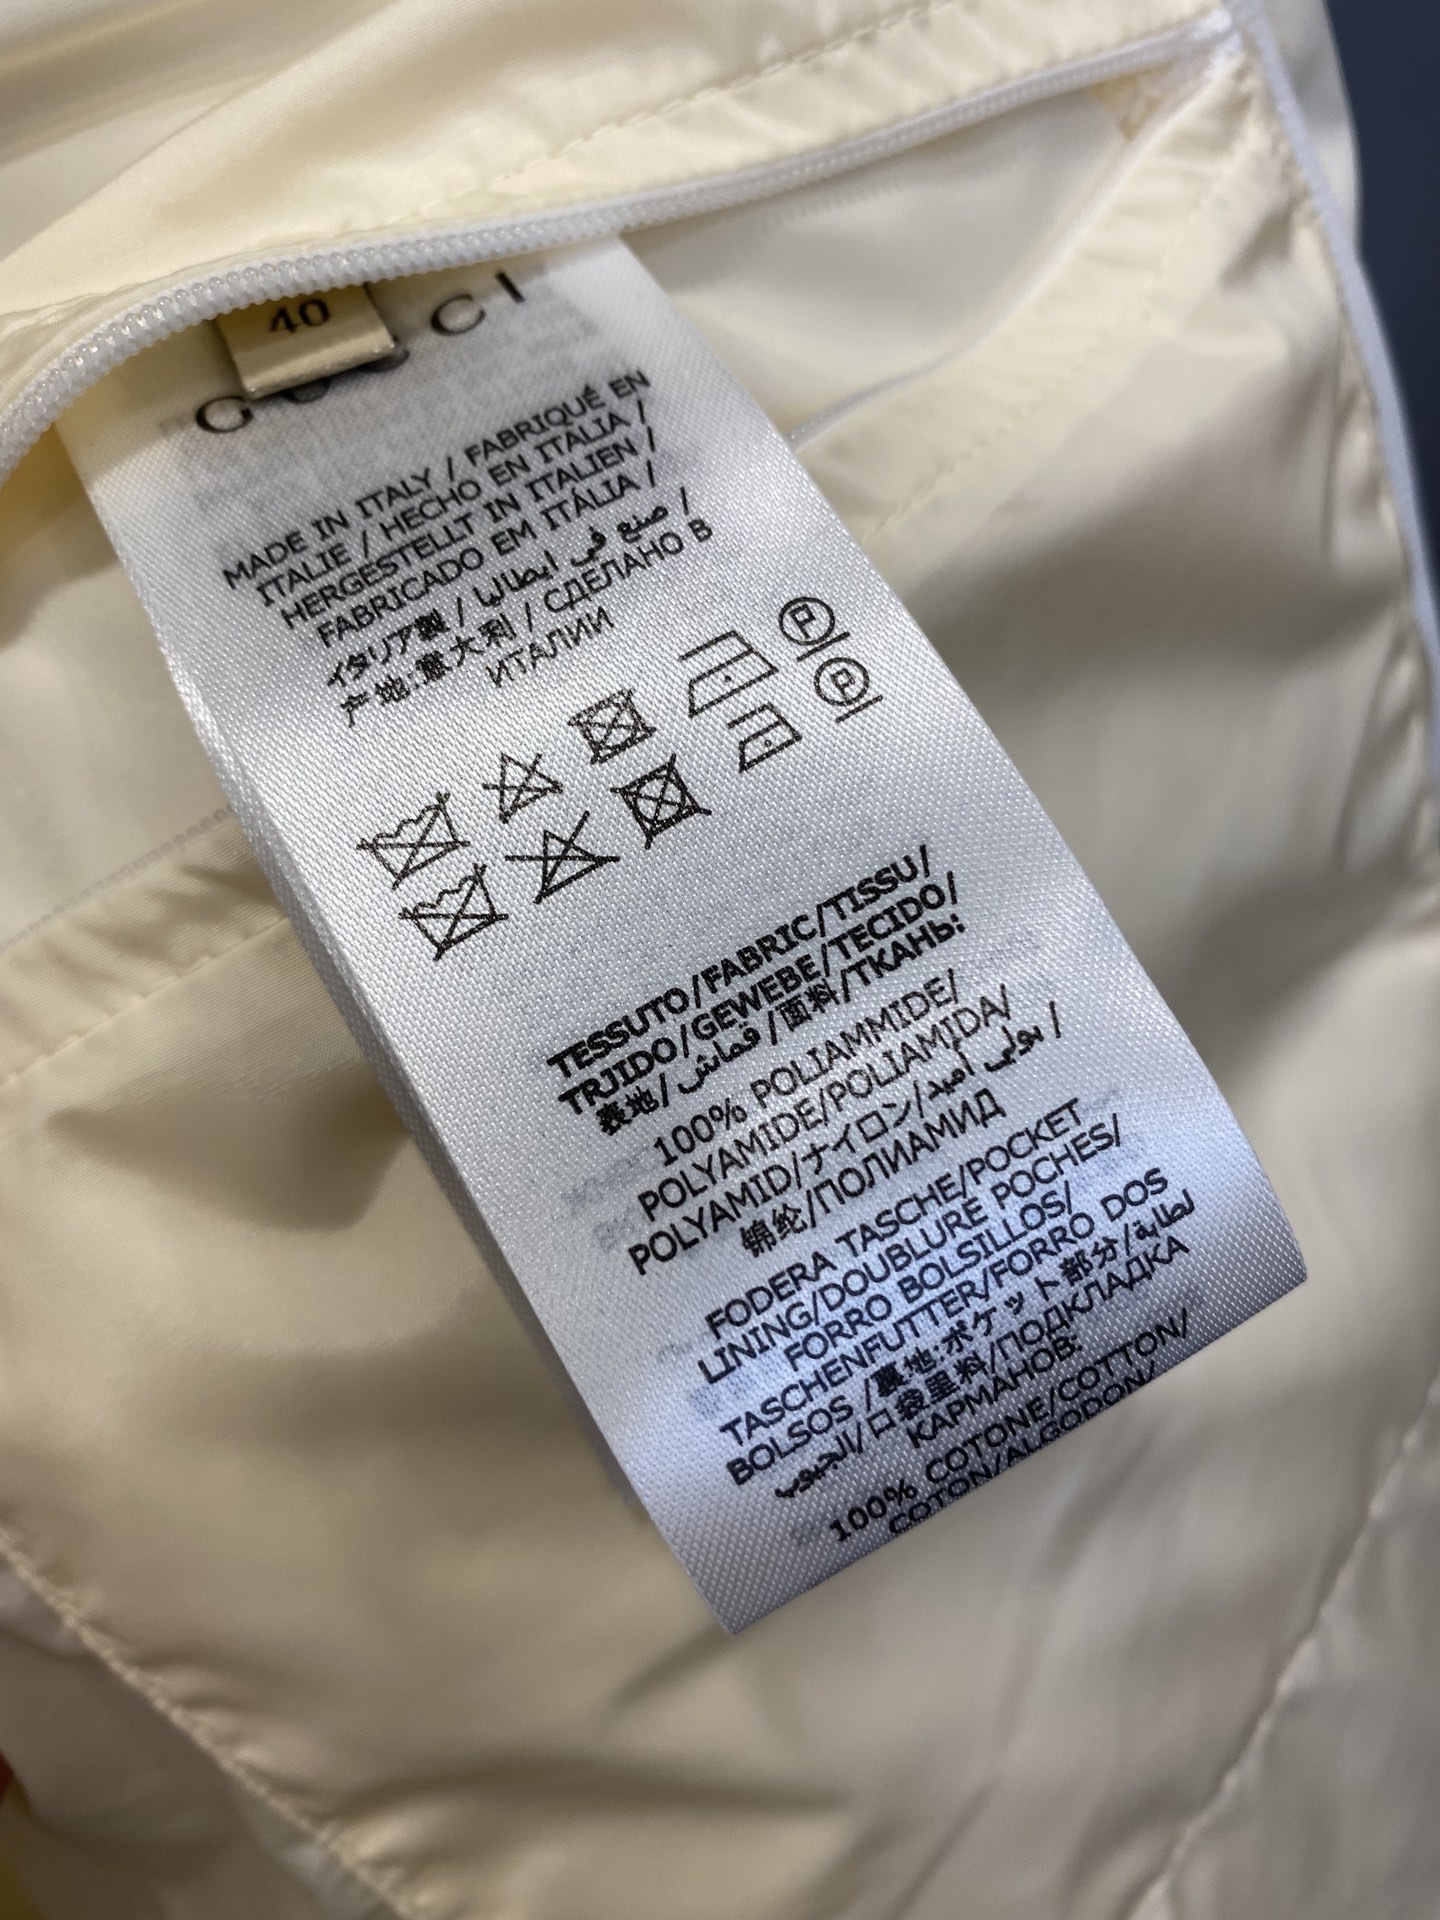 40
GUCCI
MADE IN ITALY / FABRIQUÉ EN
ITALIE / HECHO EN ITALIA /
HERGESTELLT IN ITALIEN /
FABRICADO EM ITÀLIA /
イタリア製 / صنع في ايطاليا /
产地:意大利 / СДЕЛАНО В
ИТАЛИИ
P
P
TESSUTO/FABRIC/TISSU/
TRJIDO/GEWEBE/TECIDO/
表地/قماش/面料/ТКАНЬ:
100% POLIAMMIDE/
POLYAMIDE/POLIAMIDA/
POLYAMID/ナイロン/بولي أميد/
锦纶/ПОЛИАМИД
FODERA TASCHE/POCKET
LINING/DOUBLURE POCHES/
FORRO BOLSILLOS/
TASCHENFUTTER/FORRO DOS
BOLSOS /裏地:ポケット部分/لطاية
الجيوب/口袋里料/ПОДКЛАДКА
КАРМАНОВ:
100% COTONE/COTTON/
COTON/ALGODON/